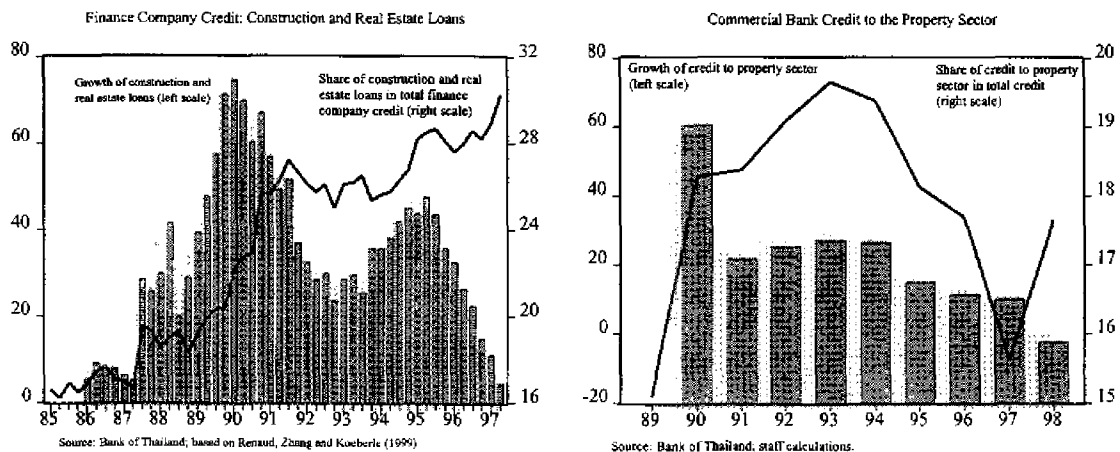 Finance Company Credit: Construction and Real Estate Loans
80
60
40
20
0
Growth of construction and
real estate loans (left scale)
Share of construction and real
estate loans in total finance
company credit (right scale)
32
28
24
20
16
85 86 87 88 89 90 91 92 93 94 95 96 97
Source: Bank of Thailand; based on Renaud, Zhang and Koeberle (1999)
Commercial Bank Credit to the Property Sector
80
60
40
20
0
-20
Growth of credit to property sector
(left scale)
Share of credit to property
sector in total credit
(right scale)
20
19
18
17
16
15
89 90 91 92 93 94 95 96 97 98
Source: Bank of Thailand; staff calculations.